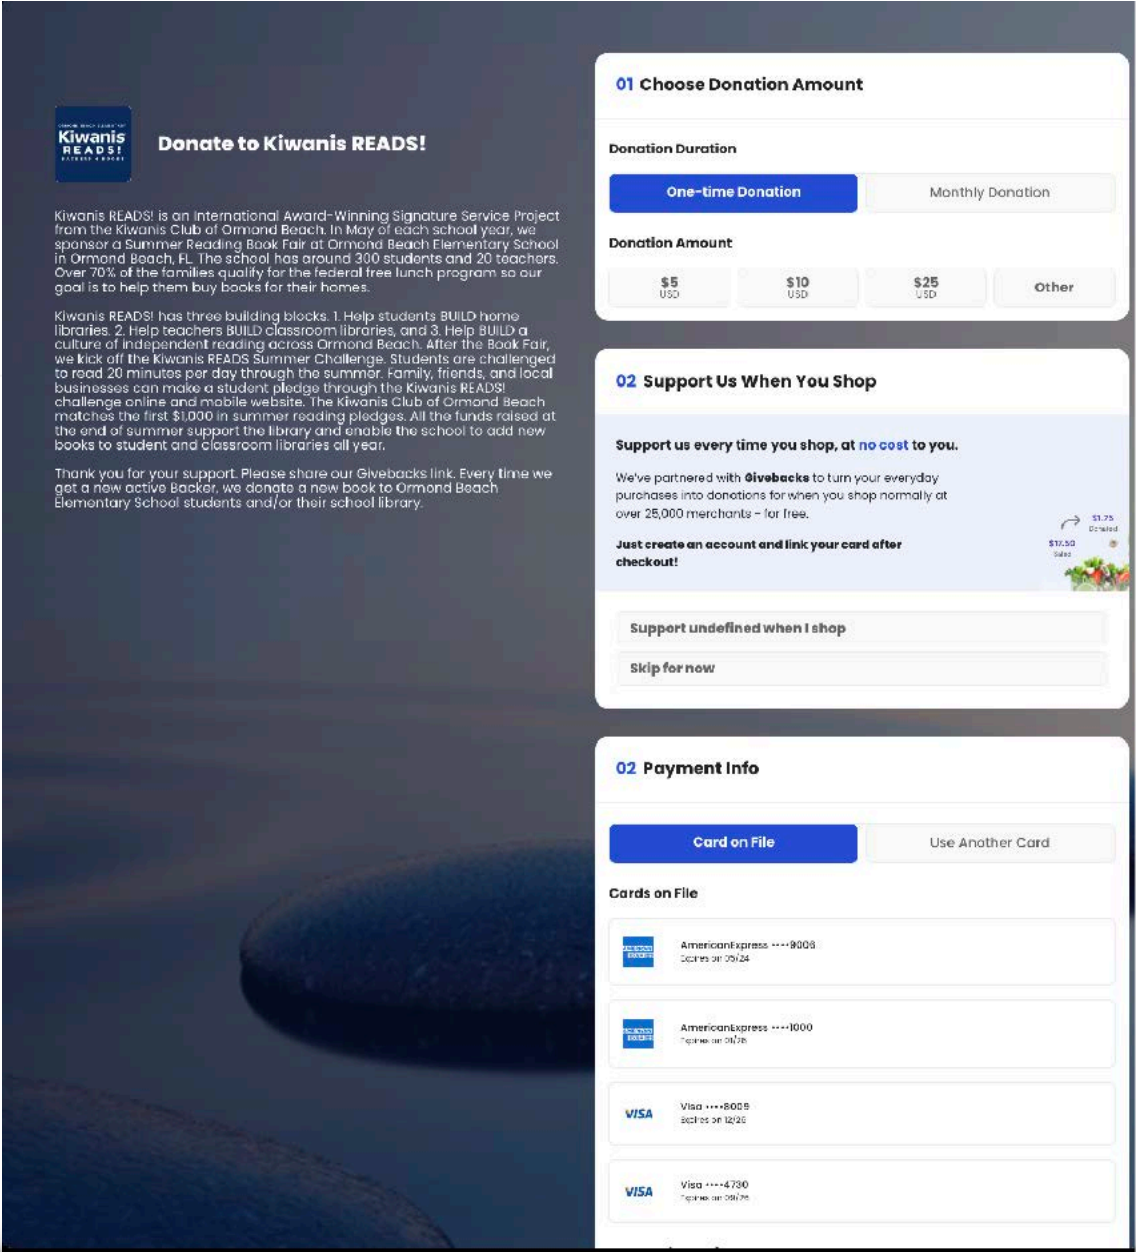 Kiwanis
READS!
Donate to Kiwanis READS!
Kiwanis READS! is an International Award-Winning Signature Service Project
from the Kiwanis Club of Ormond Beach. In May of each school year, we
sponsor a Summer Reading Book Fair at Ormond Beach Elementary School
in Ormond Beach, FL. The school has around 300 students and 20 teachers.
Over 70% of the families qualify for the federal free lunch program so our
goal is to help them buy books for their homes.
Kiwanis READS! has three building blocks. 1. Help students BUILD home
libraries. 2. Help teachers BUILD classroom libraries, and 3. Help BUILD a
culture of independent reading across Ormond Beach. After the Book Fair,
we kick off the Kiwanis READS Summer Challenge. Students are challenged
to read 20 minutes per day through the summer. Family, friends, and local
businesses can make a student pledge through the Kiwanis READS!
challenge online and mobile website. The Kiwanis Club of Ormond Beach
matches the first $1,000 in summer reading pledges. All the funds raised at
the end of summer support the library and enable the school to add new
books to student and classroom libraries all year.
Thank you for your support. Please share our Givebacks link. Every time we
get a new active Backer, we donate a new book to Ormond Beach
Elementary School students and/or their school library.
01 Choose Donation Amount
Donation Duration
One-time Donation Monthly Donation
Donation Amount
$5 $10 $25 Other
USD USD USD
02 Support Us When You Shop
Support us every time you shop, at no cost to you.
We've partnered with Givebacks to turn your everyday
purchases into donations for when you shop normally at
over 25,000 merchants – for free.
Just create an account and link your card after
checkout!
$1.75
Donated
$17.50
Salad
Support undefined when I shop
Skip for now
02 Payment Info
Card on File Use Another Card
Cards on File
AmericanExpress ····9006
Expires on 05/24
AmericanExpress ····1000
Expires on
Visa ····8009
Expires on 12/26
VISA
Visa ····4730
Expires on
VISA